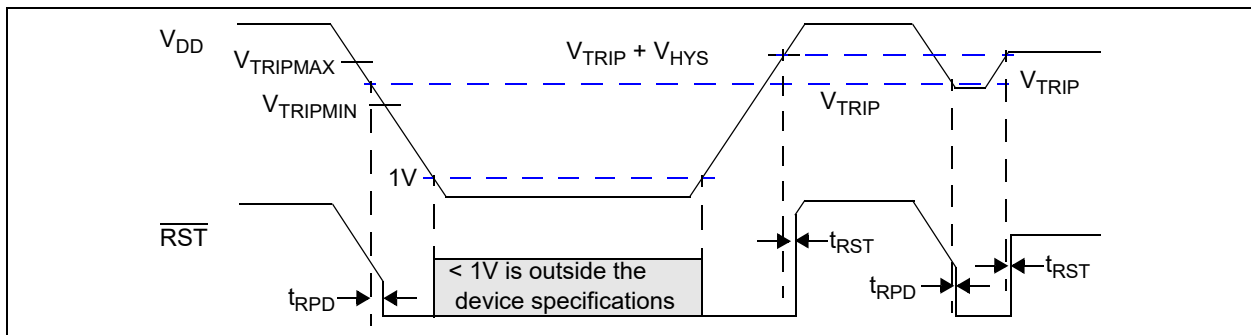 VDD
VTRIPMAX
VTRIPMIN
VTRIP + VHYS
VTRIP
VTRIP
1V
RST
< 1V is outside the
device specifications
tRPD
tRST
tRPD
tRST